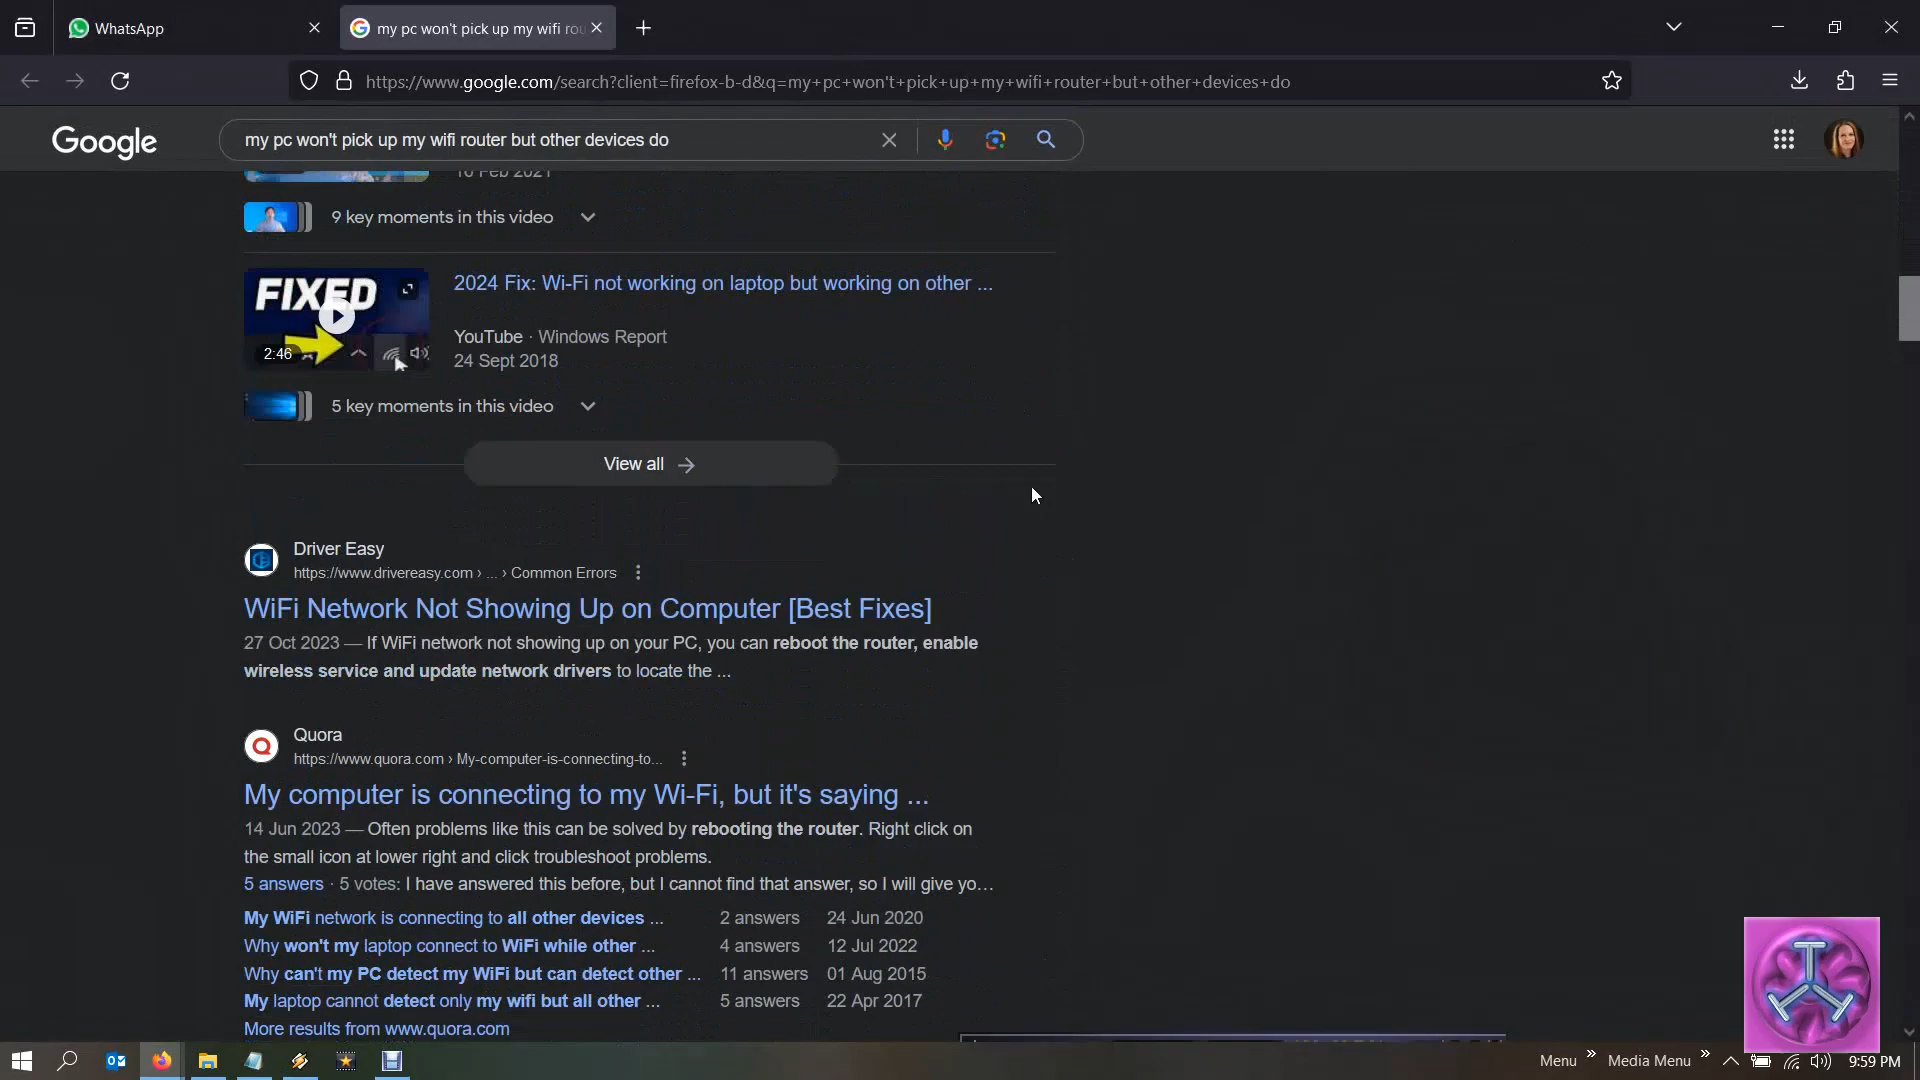 WhatsApp
my pc won't pick up my wifi rou
https://www.google.com/search?client=firefox-b-d&q=my+pc+won't+pick+up+my+wifi+router+but+other+devices+do
Google
my pc won't pick up my wifi router but other devices do
16 Feb 2021
9 key moments in this video
FIXED
2:46
2024 Fix: Wi-Fi not working on laptop but working on other ...
YouTube · Windows Report
24 Sept 2018
5 key moments in this video
View all
Driver Easy
https://www.drivereasy.com › ... › Common Errors
WiFi Network Not Showing Up on Computer [Best Fixes]
27 Oct 2023 — If WiFi network not showing up on your PC, you can reboot the router, enable
wireless service and update network drivers to locate the ...
Quora
https://www.quora.com › My-computer-is-connecting-to...
My computer is connecting to my Wi-Fi, but it's saying ...
14 Jun 2023 — Often problems like this can be solved by rebooting the router. Right click on
the small icon at lower right and click troubleshoot problems.
5 answers · 5 votes: I have answered this before, but I cannot find that answer, so I will give yo...
My WiFi network is connecting to all other devices ... 2 answers 24 Jun 2020
Why won't my laptop connect to WiFi while other ... 4 answers 12 Jul 2022
Why can't my PC detect my WiFi but can detect other ... 11 answers 01 Aug 2015
My laptop cannot detect only my wifi but all other ... 5 answers 22 Apr 2017
More results from www.quora.com
Menu » Media Menu » 9:59 PM